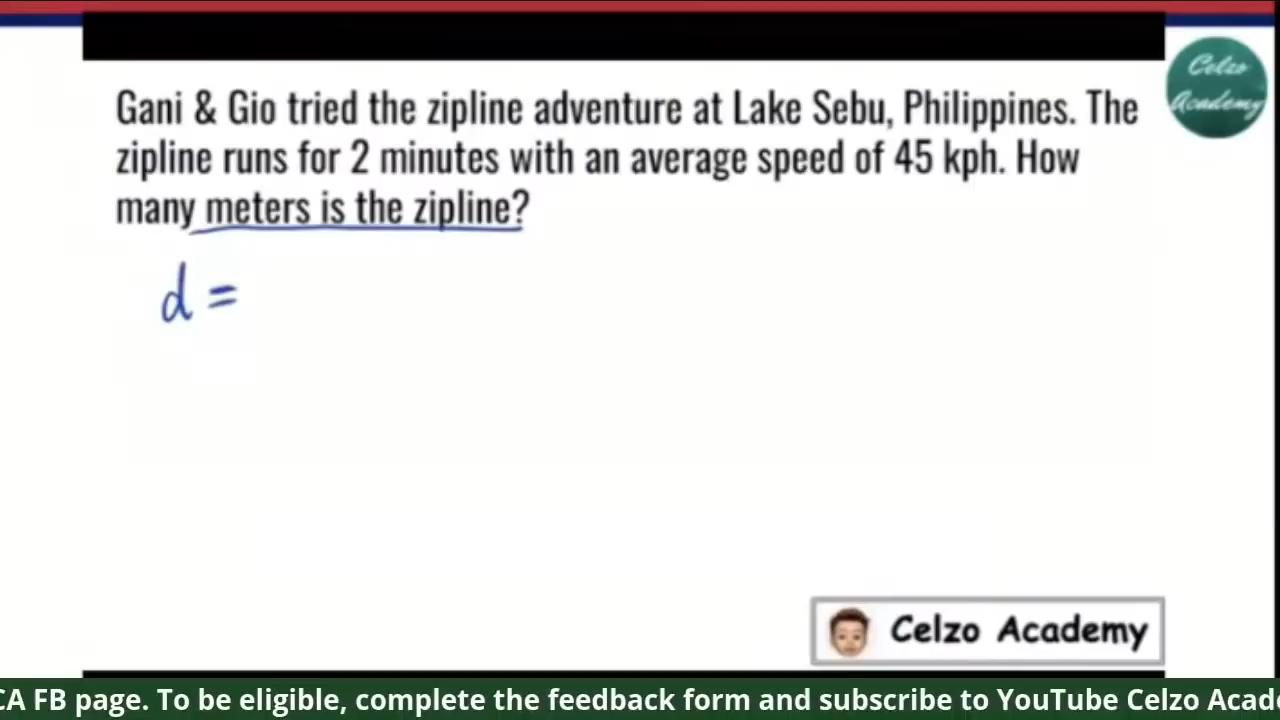 Celzo
Academy
Gani & Gio tried the zipline adventure at Lake Sebu, Philippines. The
zipline runs for 2 minutes with an average speed of 45 kph. How
many meters is the zipline?
d =
Celzo Academy
CA FB page. To be eligible, complete the feedback form and subscribe to YouTube Celzo Acad